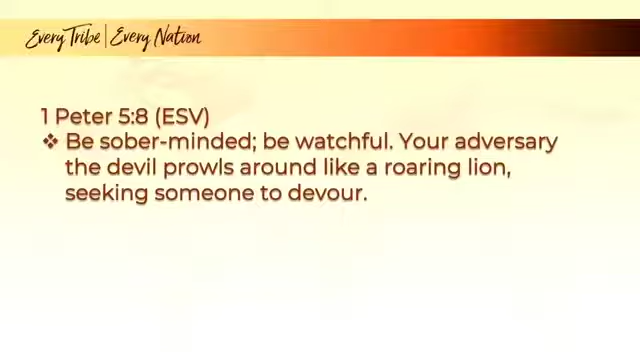 Every Tribe | Every Nation
1 Peter 5:8 (ESV)
❖ Be sober-minded; be watchful. Your adversary
the devil prowls around like a roaring lion,
seeking someone to devour.